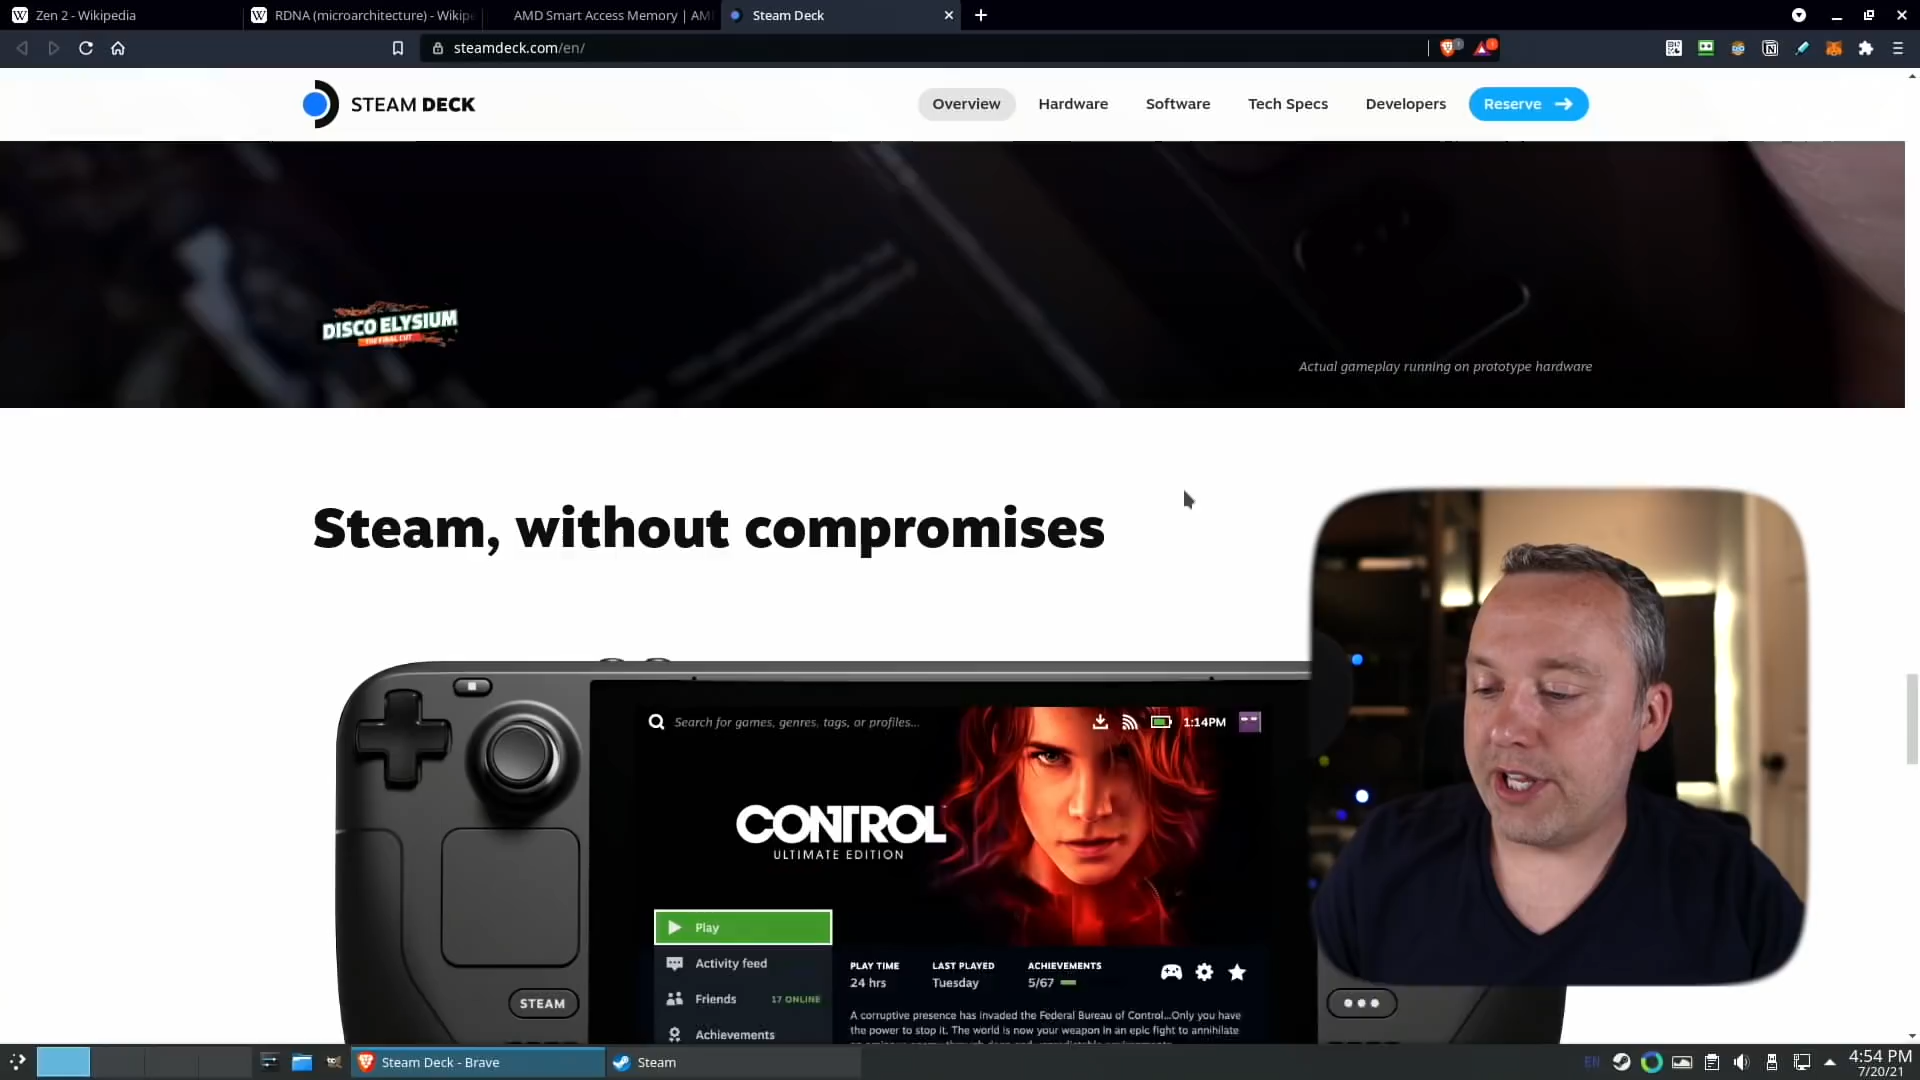 Zen 2 - Wikipedia
RDNA (microarchitecture) - Wikipe
AMD Smart Access Memory | AM
Steam Deck
steamdeck.com/en/
STEAM DECK
Overview
Hardware
Software
Tech Specs
Developers
Reserve
DISCO ELYSIUM
THE FINAL CUT
Actual gameplay running on prototype hardware
Steam, without compromises
Search for games, genres, tags, or profiles...
1:14PM
CONTROL
ULTIMATE EDITION
Play
Activity feed
PLAY TIME
LAST PLAYED
ACHIEVEMENTS
24 hrs
Tuesday
5/67
Friends
17 ONLINE
STEAM
A corruptive presence has invaded the Federal Bureau of Control...Only you have
the power to stop it. The world is now your weapon in an epic fight to annihilate
Achievements
Steam Deck - Brave
Steam
EN
4:54 PM
7/20/21